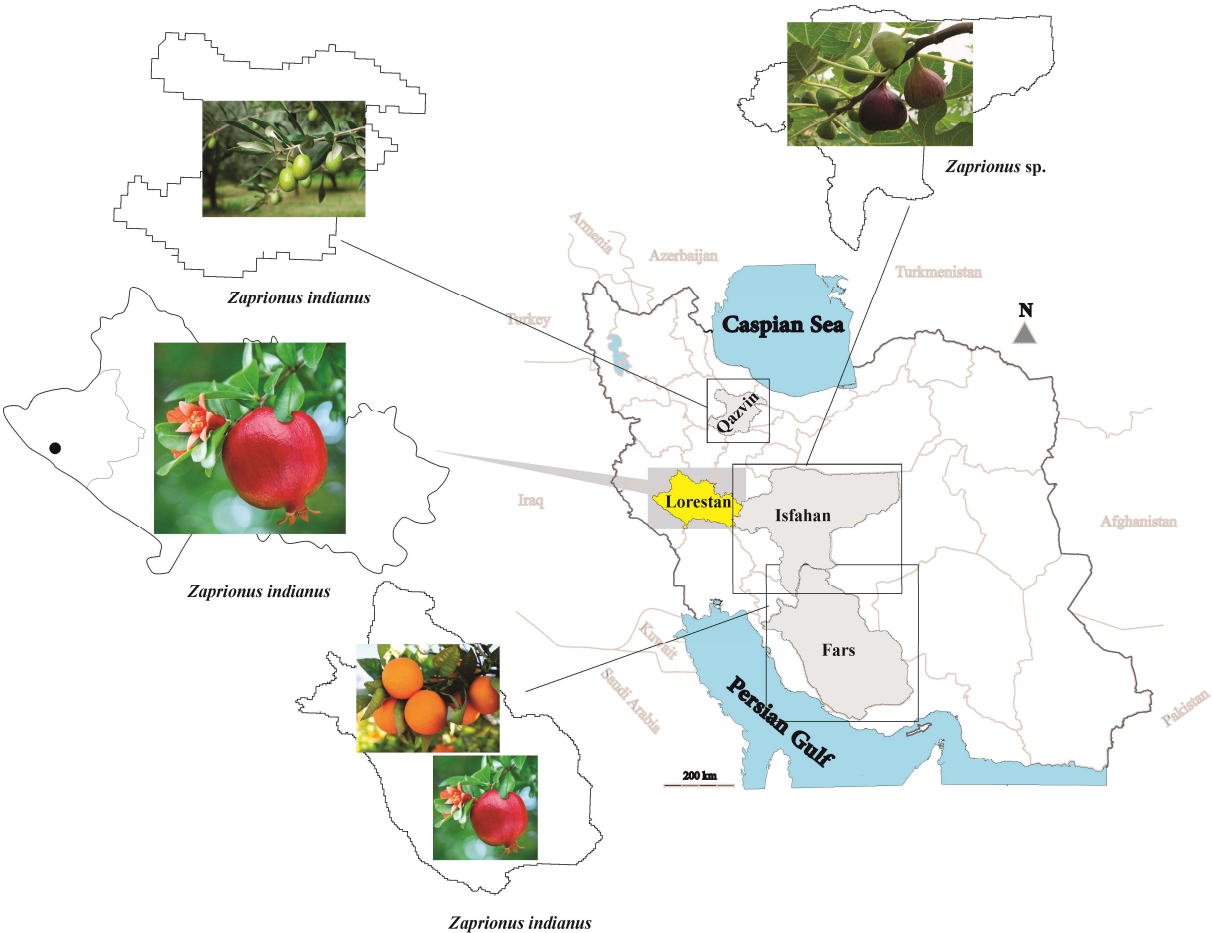 Zaprionus sp.
Armenia
Azerbaijan
Turkmenistan
Zaprionus indianus
Turkey
Caspian Sea
N
Qazvin
Iraq
Lorestan
Isfahan
Afghanistan
Zaprionus indianus
Kuwait
Fars
Saudi Arabia
Persian Gulf
Pakistan
200 km
Zaprionus indianus